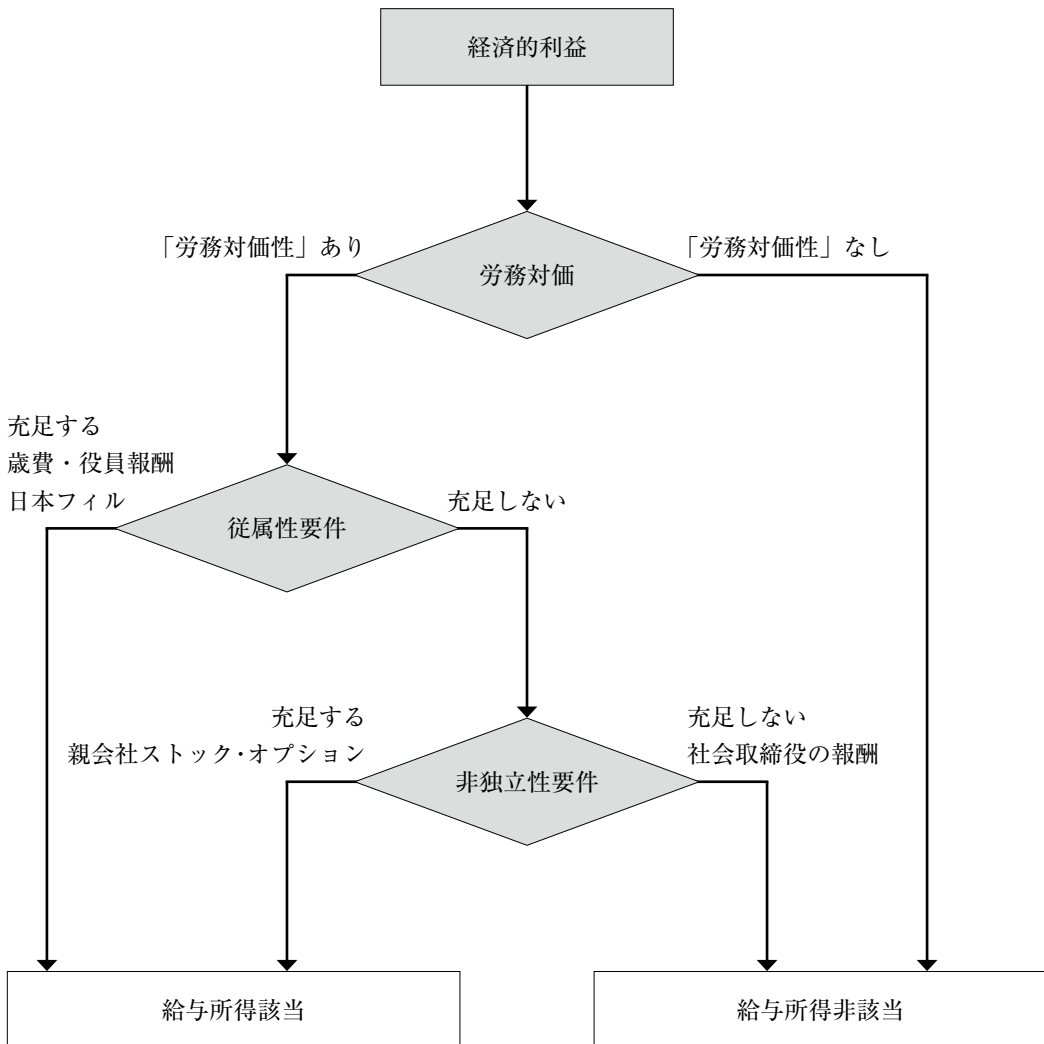 経済的利益
「労務対価性」あり
「労務対価性」なし
労務対価
充足する
歳費・役員報酬
日本フィル
充足しない
従属性要件
充足する
親会社ストック・オプション
充足しない
社会取締役の報酬
非独立性要件
給与所得該当
給与所得非該当